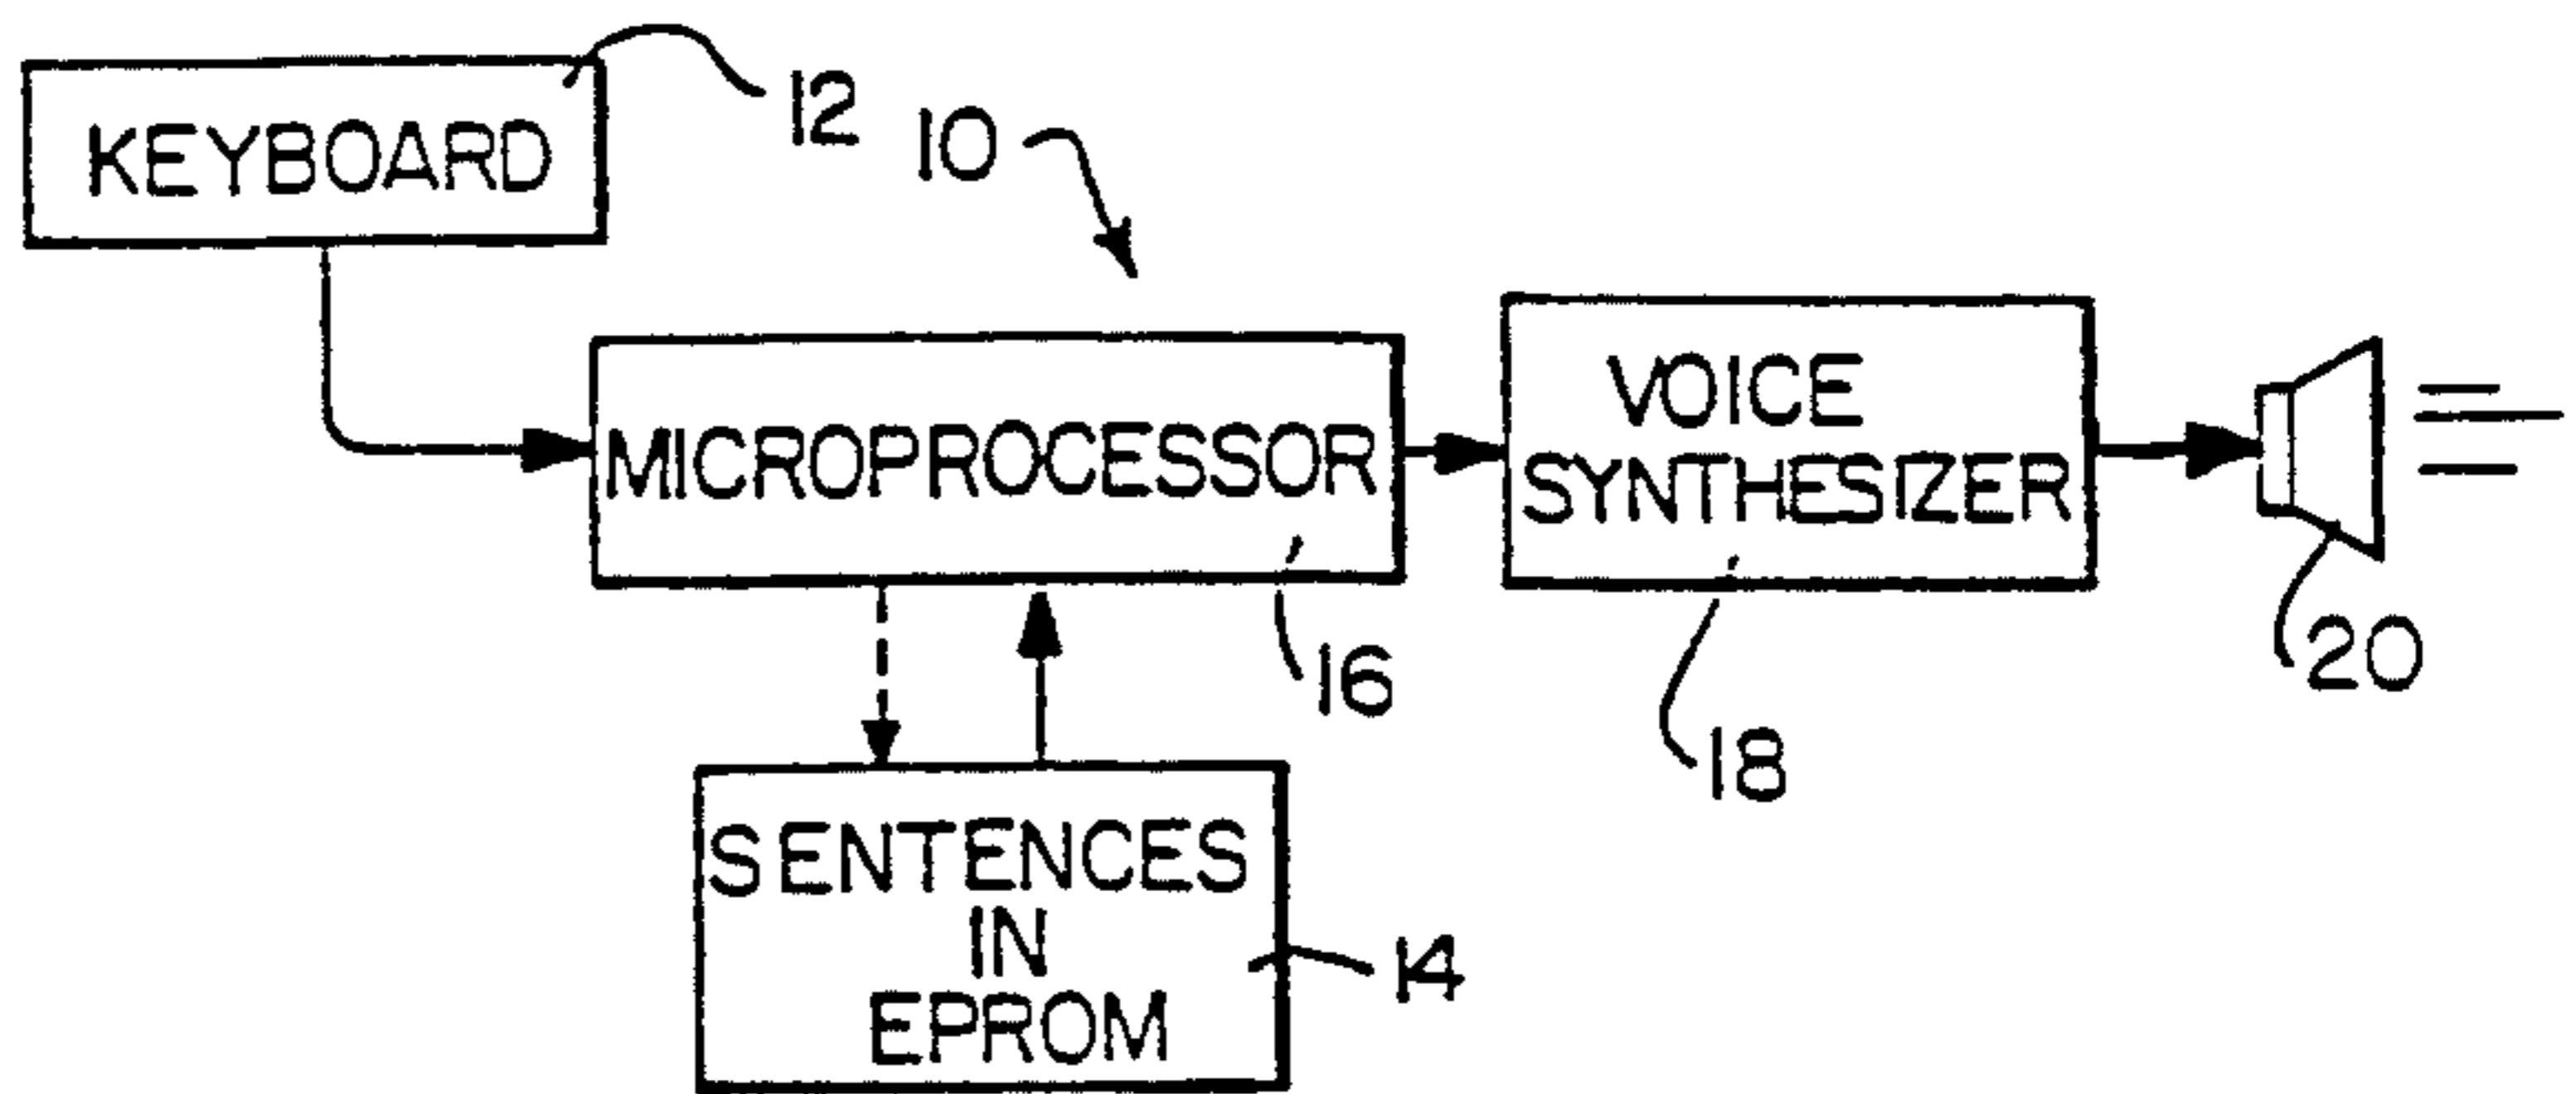 KEYBOARD
12
10
MICROPROCESSOR
16
VOICE
SYNTHESIZER
18
20
SENTENCES
IN
EPROM
14